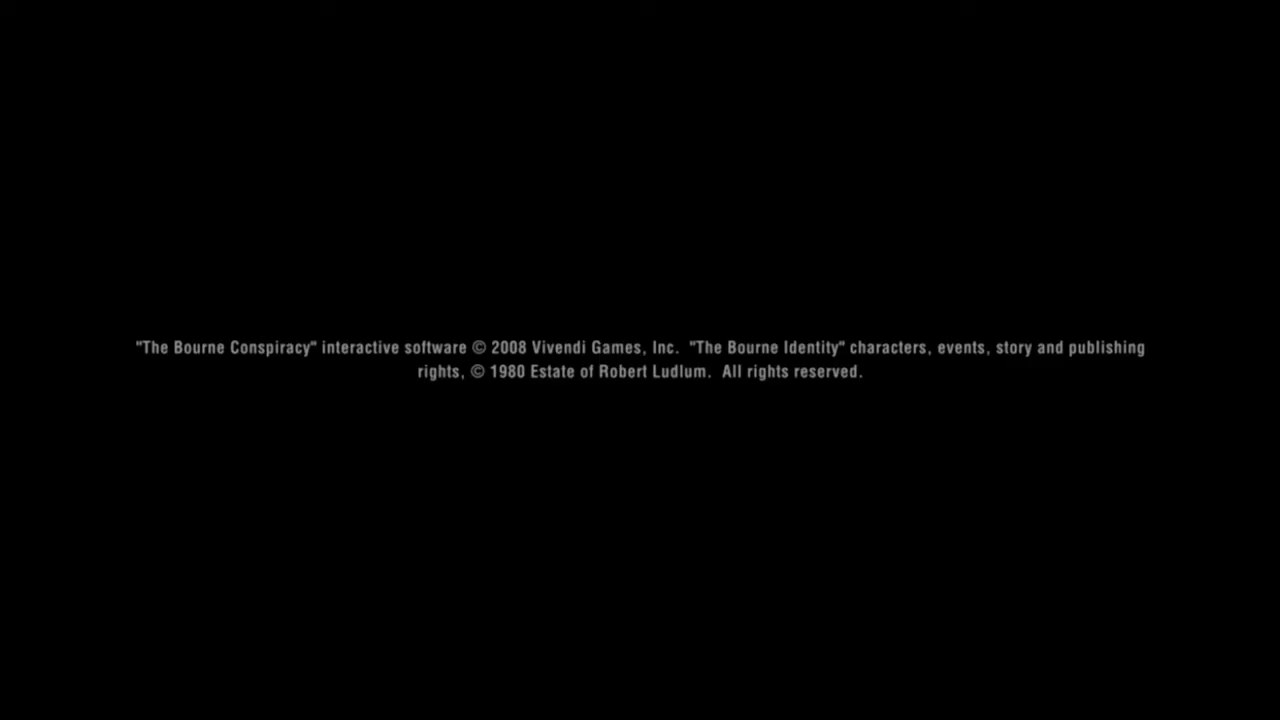 "The Bourne Conspiracy" interactive software © 2008 Vivendi Games, Inc.  "The Bourne Identity" characters, events, story and publishing
rights, © 1980 Estate of Robert Ludlum.  All rights reserved.